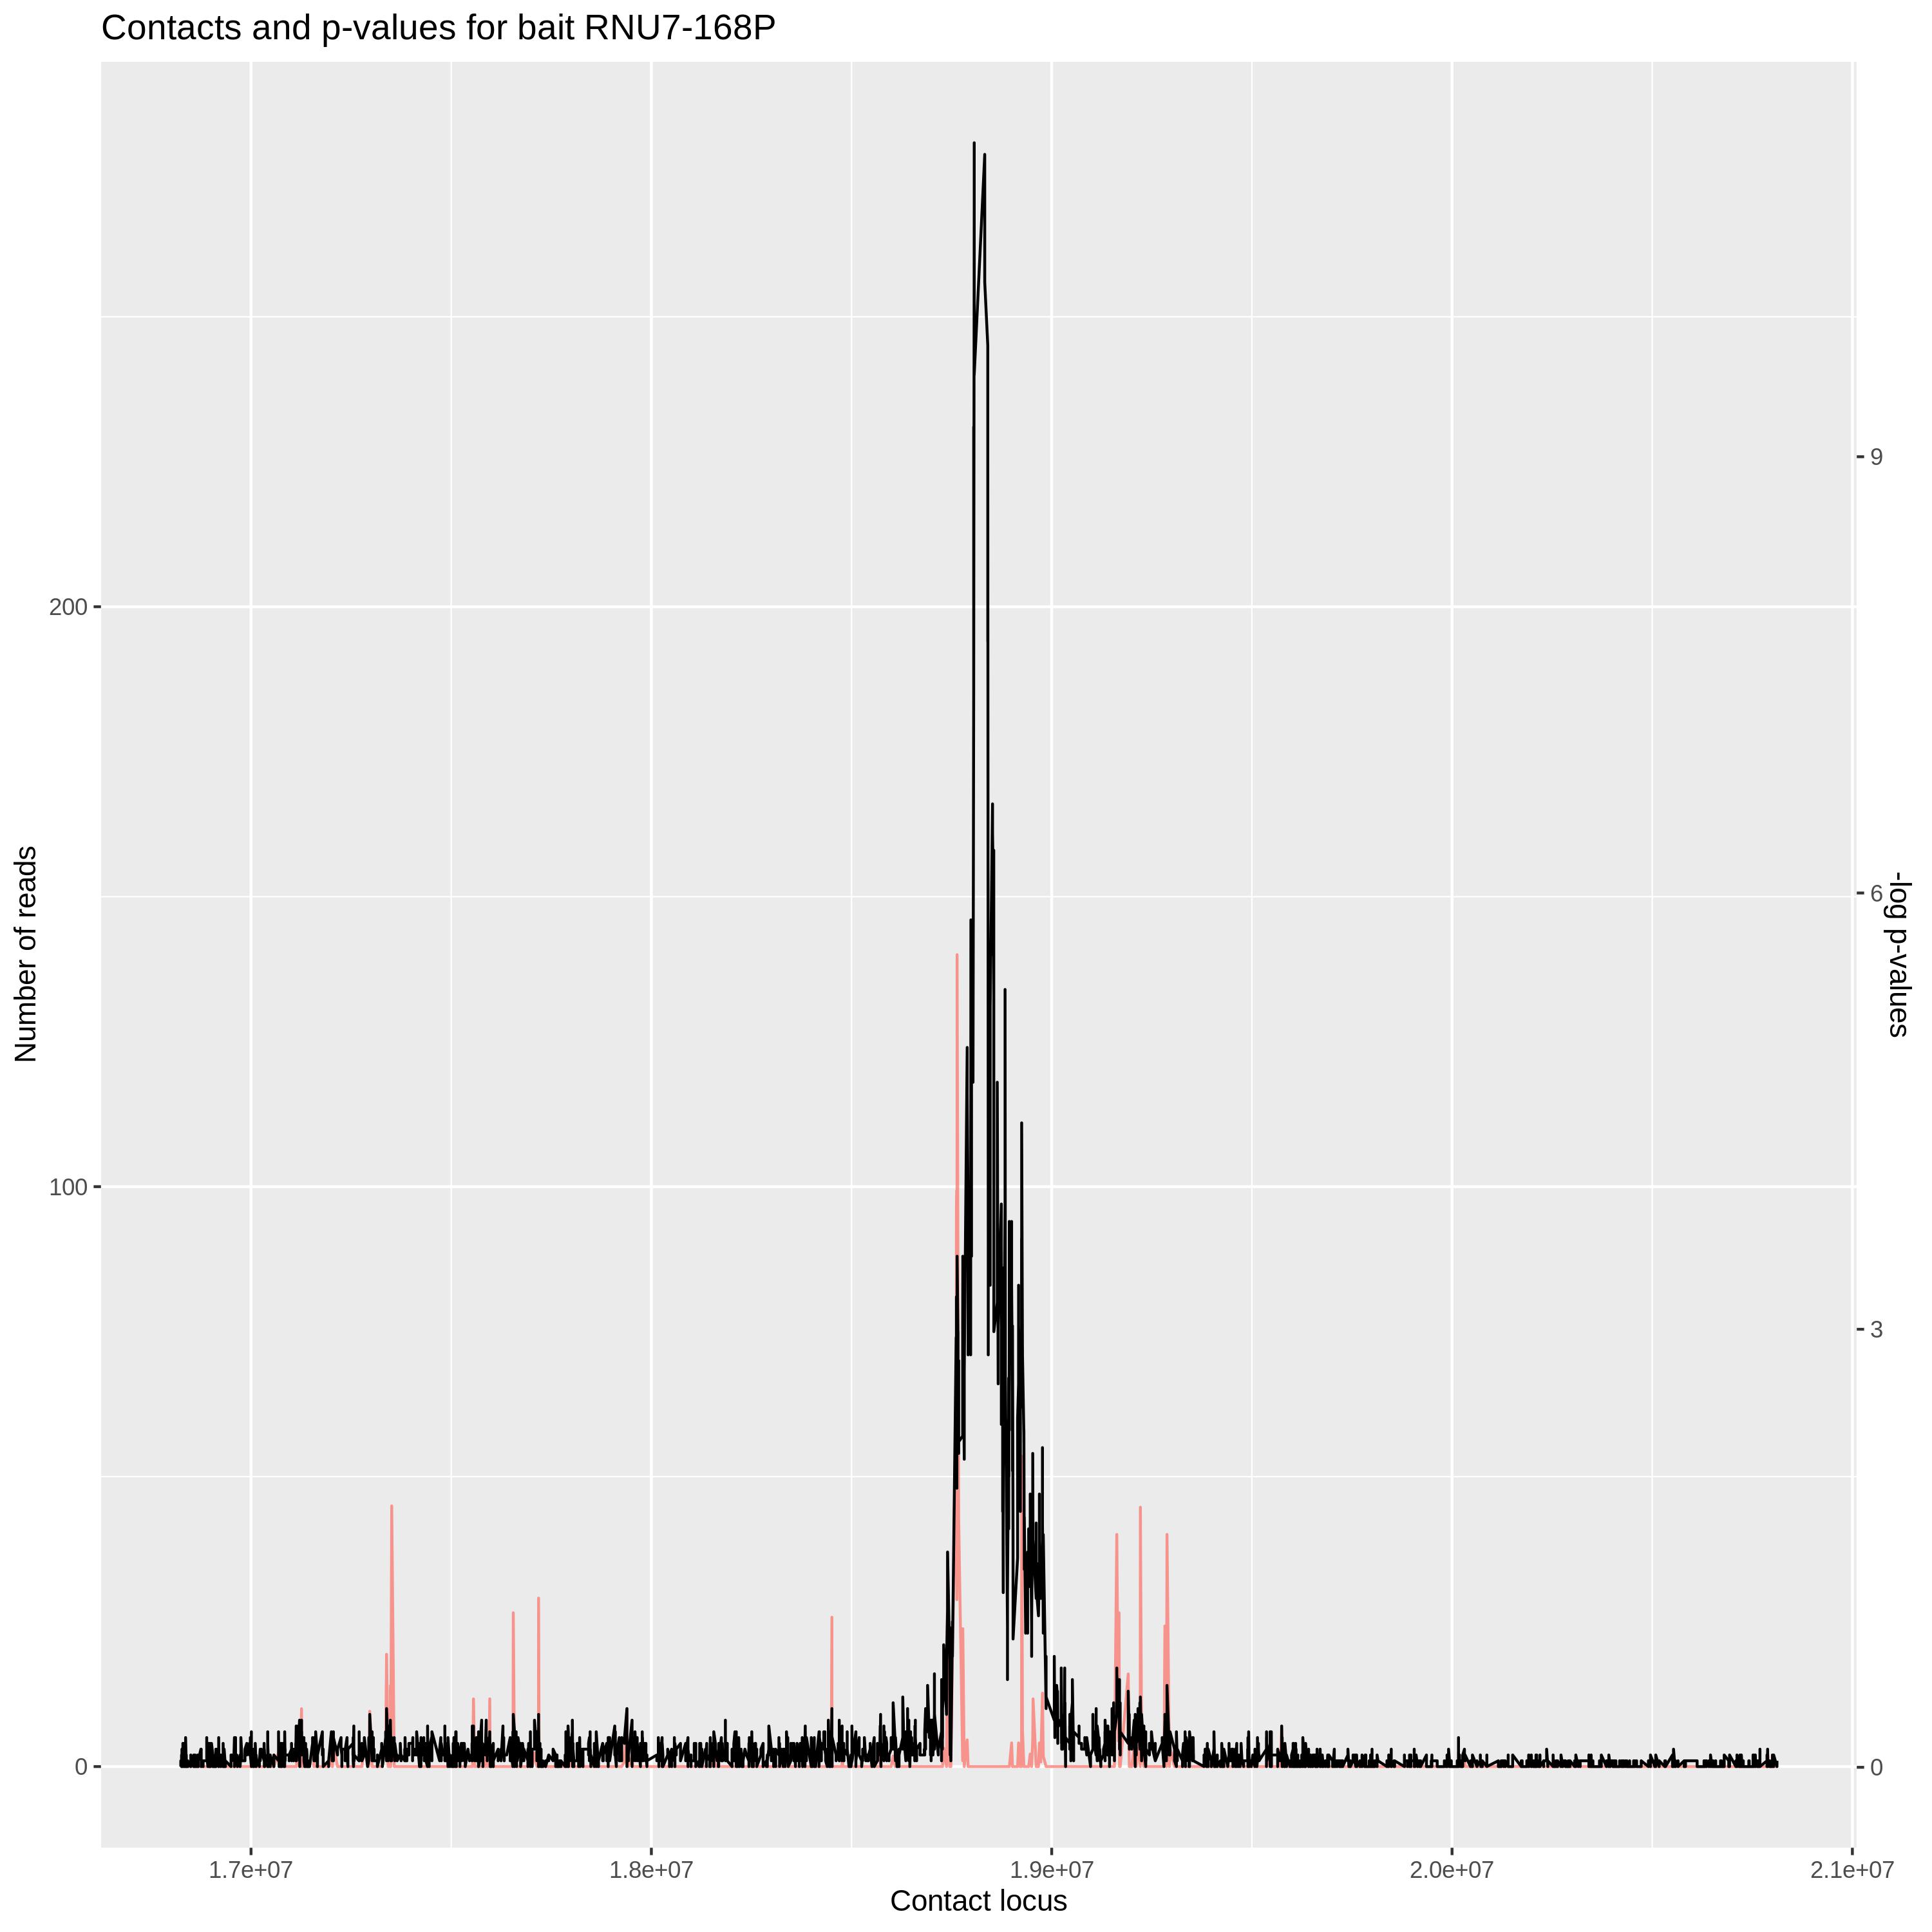 Contacts and p-values for bait RNU7-168P
Number of reads
200
100
0
9
6
3
0
-log p-values
1.7e+07 1.8e+07 1.9e+07 2.0e+07 2.1e+07
Contact locus